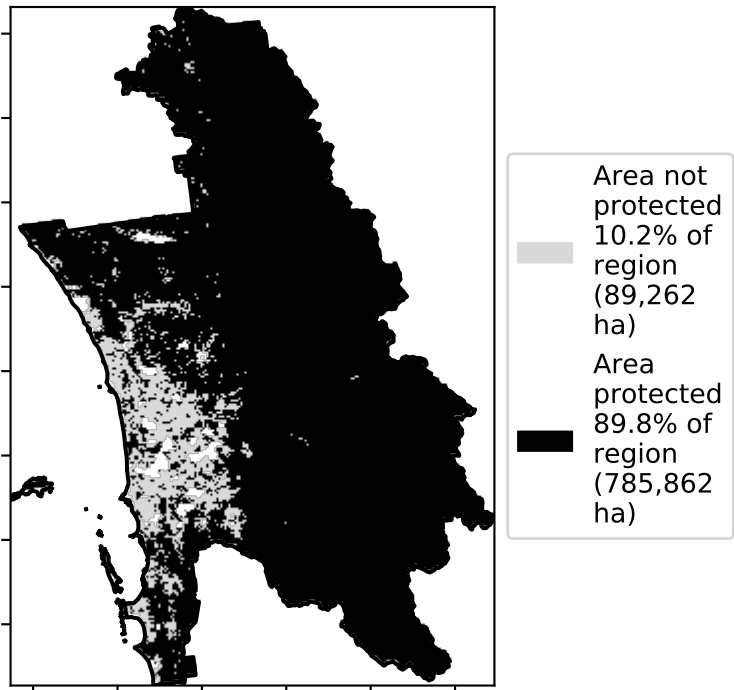 Area not
protected
10.2% of
region
(89,262
ha)
Area
protected
89.8% of
region
(785,862
ha)